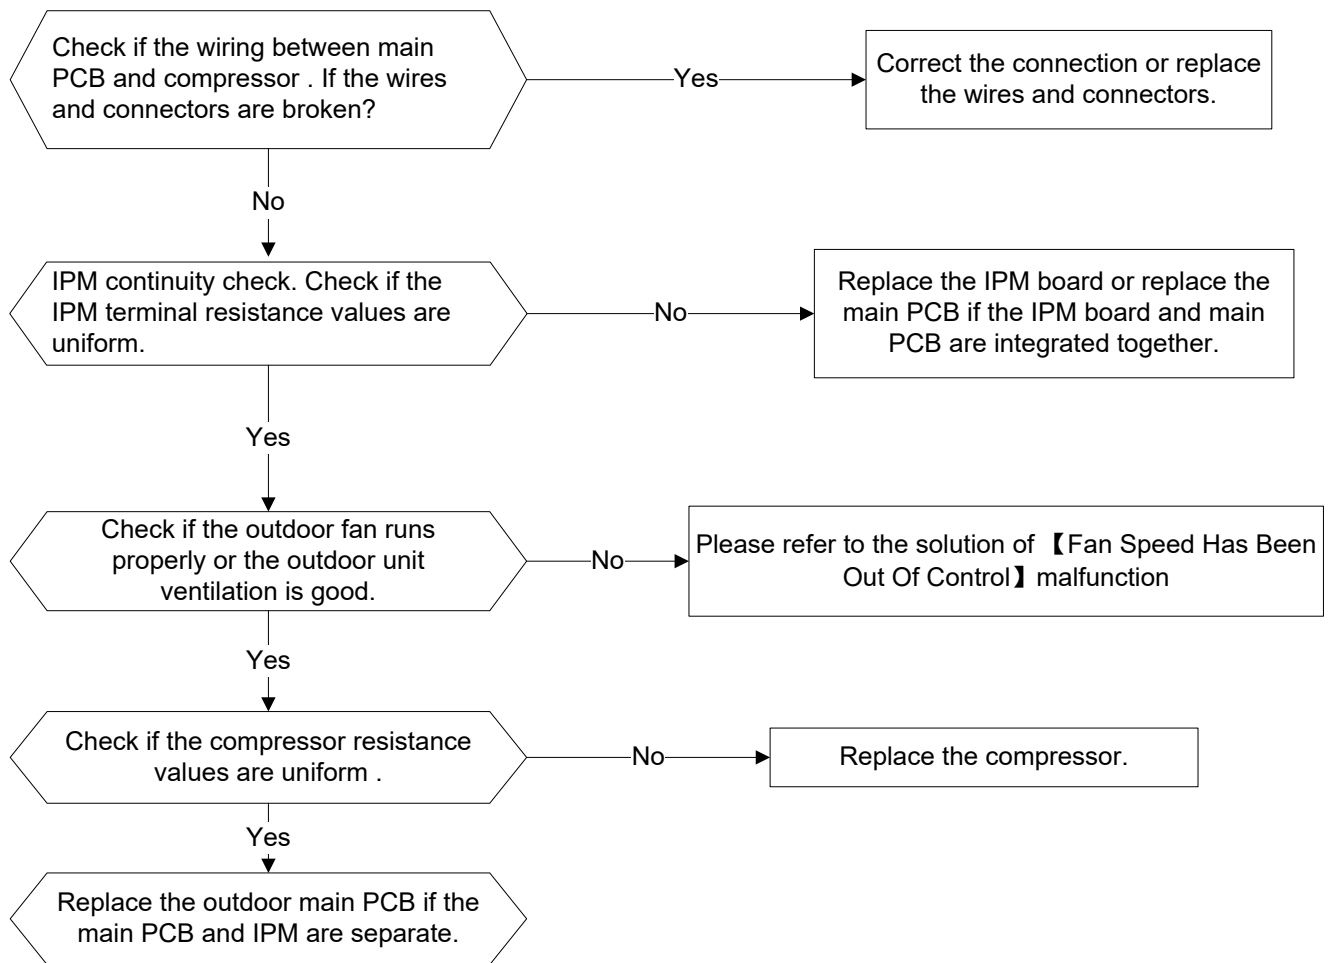 Check if the wiring between main
PCB and compressor . If the wires
and connectors are broken?
Yes
Correct the connection or replace
the wires and connectors.
No
IPM continuity check. Check if the
IPM terminal resistance values are
uniform.
No
Replace the IPM board or replace the
main PCB if the IPM board and main
PCB are integrated together.
Yes
Check if the outdoor fan runs
properly or the outdoor unit
ventilation is good.
No
Please refer to the solution of 【Fan Speed Has Been
Out Of Control】malfunction
Yes
Check if the compressor resistance
values are uniform .
No
Replace the compressor.
Yes
Replace the outdoor main PCB if the
main PCB and IPM are separate.